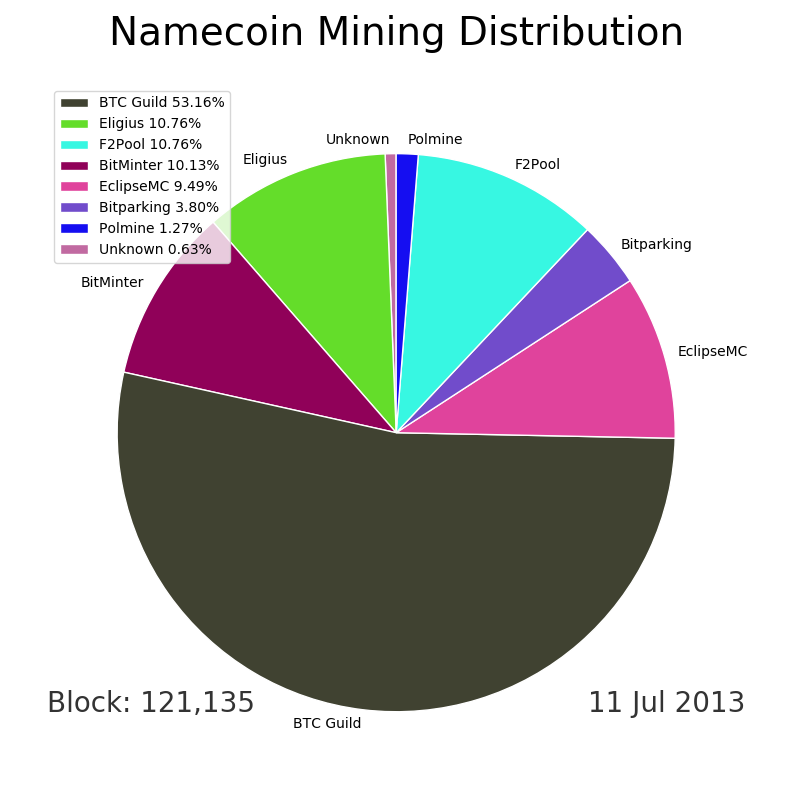 Namecoin Mining Distribution
BTC Guild 53.16%
Eligius 10.76%
F2Pool 10.76%
BitMinter 10.13%
EclipseMC 9.49%
Bitparking 3.80%
Polmine 1.27%
Unknown 0.63%
Unknown
Polmine
Eligius
F2Pool
Bitparking
BitMinter
EclipseMC
BTC Guild
Block: 121,135
11 Jul 2013